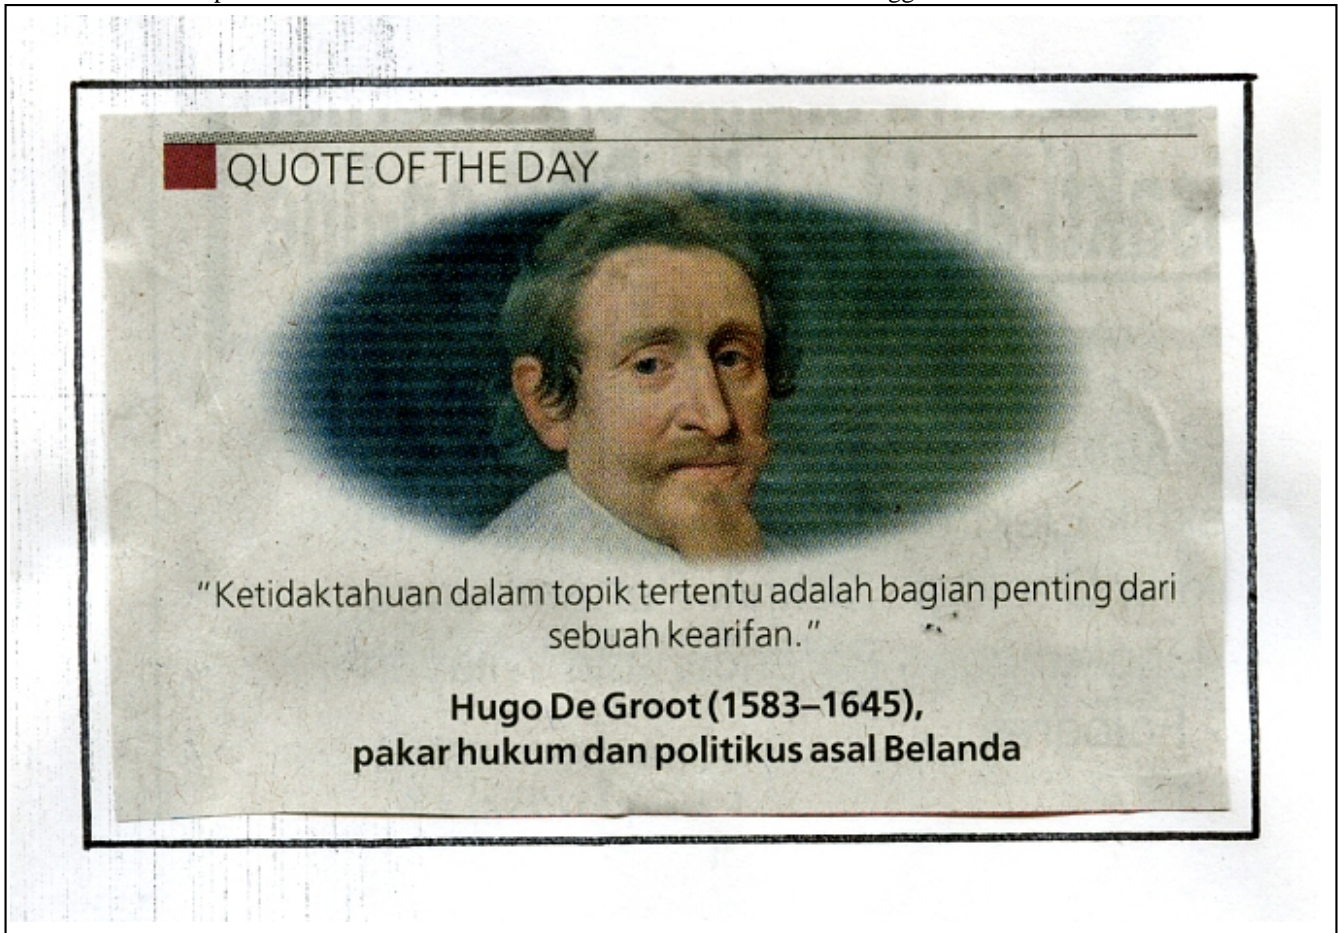 QUOTE OF THE DAY
“Ketidaktahuan dalam topik tertentu adalah bagian penting dari
sebuah kearifan.”
Hugo De Groot (1583–1645),
pakar hukum dan politikus asal Belanda